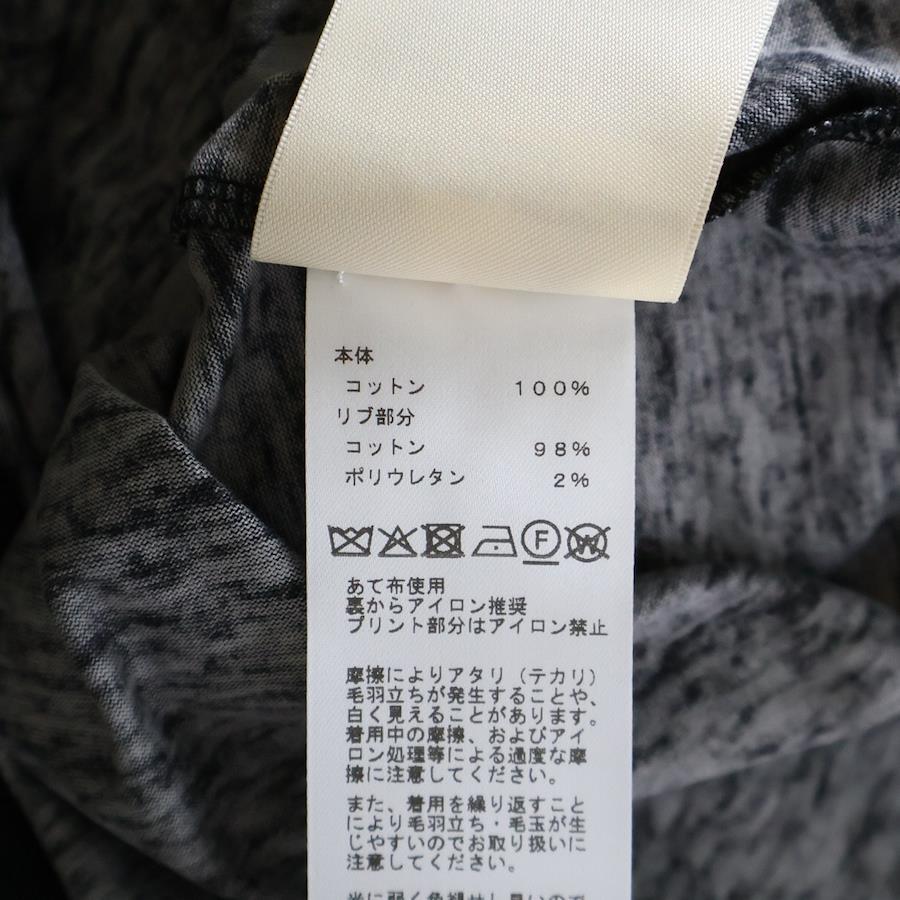 本体
コットン　１００％
リブ部分
コットン　９８％
ポリウレタン　２％
F W
あて布使用
裏からアイロン推奨
プリント部分はアイロン禁止
摩擦によりアタリ（テカリ）
毛羽立ちが発生することや、
白く見えることがあります。
着用中の摩擦、およびアイ
ロン処理等による過度な摩
擦に注意してください。
また、着用を繰り返すこと
により毛羽立ち・毛玉が生
じやすいのでお取り扱いに
注意してください。